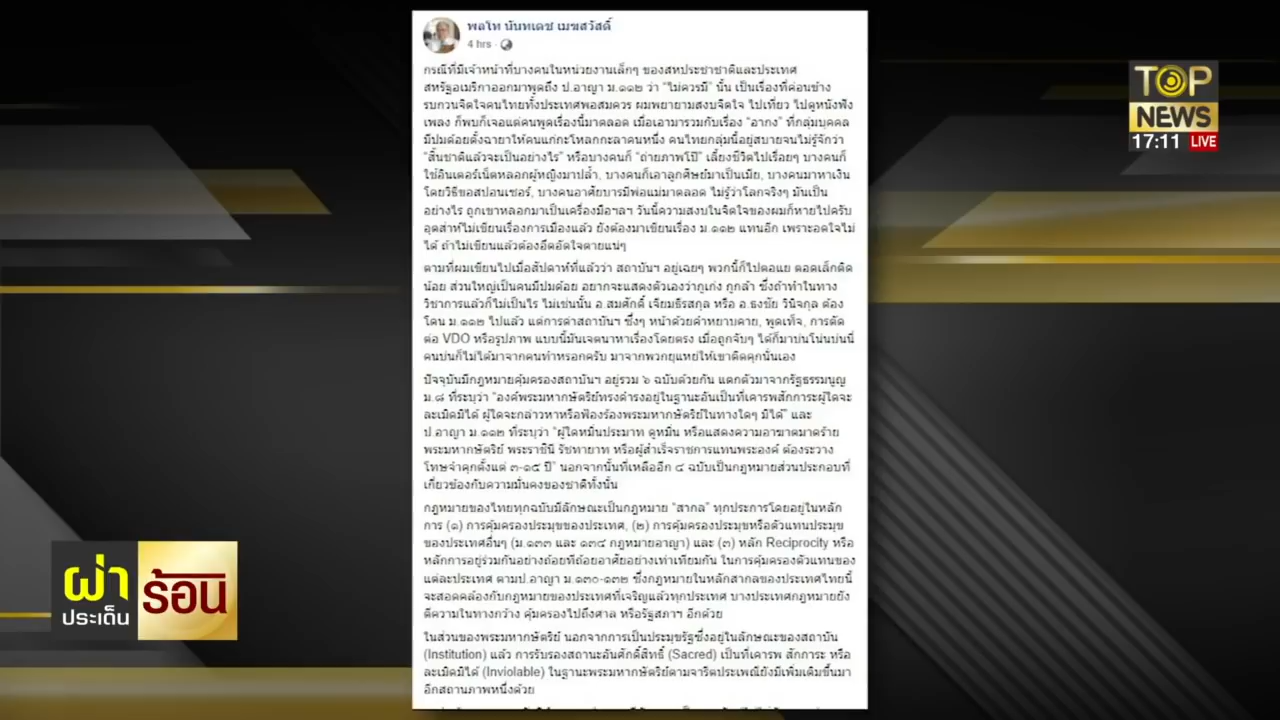 พลโท นันทเดช เมฆสวัสดิ์
4 hrs ·
กรณีที่มีเจ้าหน้าที่บางคนในหน่วยงานเล็กๆ ของสหประชาชาติและประเทศ
สหรัฐอเมริกาออกมาพูดถึง ป.อาญา ม.๑๑๒ ว่า "ไม่ควรมี" นั้น เป็นเรื่องที่ค่อนข้าง
รบกวนจิตใจคนไทยทั้งประเทศพอสมควร ผมพยายามสงบจิตใจ ไปเที่ยว ไปดูหนังฟัง
เพลง ก็พบก็เจอแต่คนพูดเรื่องนี้มาตลอด เมื่อเอามารวมกับเรื่อง "อากง" ที่กลุ่มบุคคล
มีปมด้อยตั้งฉายาให้คนแก่กะโหลกกะลาคนหนึ่ง คนไทยกลุ่มนี้อยู่สบายจนไม่รู้จักว่า
"สิ้นชาติแล้วจะเป็นอย่างไร" หรือบางคนก็ "ถ่ายภาพโป๊" เลี้ยงชีวิตไปเรื่อยๆ บางคนก็
ใช้อินเตอร์เน็ตหลอกผู้หญิงมาปล้ำ, บางคนก็เอาลูกศิษย์มาเป็นเมีย, บางคนมาหาเงิน
โดยวิธีขอสปอนเซอร์, บางคนอาศัยบารมีพ่อแม่มาตลอด ไม่รู้ว่าโลกจริงๆ มันเป็น
อย่างไร ถูกเขาหลอกมาเป็นเครื่องมือฯลฯ วันนี้ความสงบในจิตใจของผมก็หายไปครับ
อุตส่าห์ไม่เขียนเรื่องการเมืองแล้ว ยังต้องมาเขียนเรื่อง ม.๑๑๒ แทนอีก เพราะอดใจไม่
ได้ ถ้าไม่เขียนแล้วต้องอึดอัดใจตายแน่ๆ
ตามที่ผมเขียนไปเมื่อสัปดาห์ที่แล้วว่า สถาบันฯ อยู่เฉยๆ พวกนี้ก็ไปตอแย ตอดเล็กติด
น้อย ส่วนใหญ่เป็นคนมีปมด้อย อยากจะแสดงตัวเองว่ากูเก่ง กูกล้า ซึ่งถ้าทำในทาง
วิชาการแล้วก็ไม่เป็นไร ไม่เช่นนั้น อ.สมศักดิ์ เจียมธีรสกุล หรือ อ.ธงชัย วินิจกุล ต้อง
โดน ม.๑๑๒ ไปแล้ว แต่การด่าสถาบันฯ ซึ่งๆ หน้าด้วยคำหยาบคาย, พูดเท็จ, การตัด
ต่อ VDO หรือรูปภาพ แบบนี้มันเจตนาหาเรื่องโดยตรง เมื่อถูกจับๆ ได้ก็มาบ่นโน่นบ่นนี่
คนบ่นก็ไม่ได้มาจากคนทำหรอกครับ มาจากพวกยุแหย่ให้เขาติดคุกนั่นเอง
ปัจจุบันมีกฎหมายคุ้มครองสถาบันฯ อยู่รวม ๖ ฉบับด้วยกัน แตกตัวมาจากรัฐธรรมนูญ
ม.๘ ที่ระบุว่า "องค์พระมหากษัตริย์ทรงดำรงอยู่ในฐานะอันเป็นที่เคารพสักการะผู้ใดจะ
ละเมิดมิได้ ผู้ใดจะกล่าวหาหรือฟ้องร้องพระมหากษัตริย์ในทางใดๆ มิได้" และ
ป.อาญา ม.๑๑๒ ที่ระบุว่า "ผู้ใดหมิ่นประมาท ดูหมิ่น หรือแสดงความอาฆาตมาดร้าย
พระมหากษัตริย์ พระราชินี รัชทายาท หรือผู้สำเร็จราชการแทนพระองค์ ต้องระวาง
โทษจำคุกตั้งแต่ ๓-๑๕ ปี" นอกจากนั้นที่เหลืออีก ๔ ฉบับเป็นกฎหมายส่วนประกอบที่
เกี่ยวข้องกับความมั่นคงของชาติทั้งนั้น
กฎหมายของไทยทุกฉบับมีลักษณะเป็นกฎหมาย "สากล" ทุกประการโดยอยู่ในหลัก
การ (๑) การคุ้มครองประมุขของประเทศ, (๒) การคุ้มครองประมุขหรือตัวแทนประมุข
ของประเทศอื่นๆ (ม.๑๓๓ และ ๑๓๔ กฎหมายอาญา) และ (๓) หลัก Reciprocity หรือ
หลักการอยู่ร่วมกันอย่างถ้อยทีถ้อยอาศัยอย่างเท่าเทียมกัน ในการคุ้มครองตัวแทนของ
แต่ละประเทศ ตามป.อาญา ม.๑๓๐-๑๓๒ ซึ่งกฎหมายในหลักสากลของประเทศไทยนี้
จะสอดคล้องกับกฎหมายของประเทศที่เจริญแล้วทุกประเทศ บางประเทศกฎหมายยัง
ตีความในทางกว้าง คุ้มครองไปถึงศาล หรือรัฐสภาฯ อีกด้วย
ในส่วนของพระมหากษัตริย์ นอกจากการเป็นประมุขรัฐซึ่งอยู่ในลักษณะของสถาบัน
(Institution) แล้ว การรับรองสถานะอันศักดิ์สิทธิ์ (Sacred) เป็นที่เคารพ สักการะ หรือ
ละเมิดมิได้ (Inviolable) ในฐานะพระมหากษัตริย์ตามจารีตประเพณียังมีเพิ่มเติมขึ้นมา
อีกสถานภาพหนึ่งด้วย
TOP
NEWS
17:11 LIVE
ผ่า
ประเด็น
ร้อน